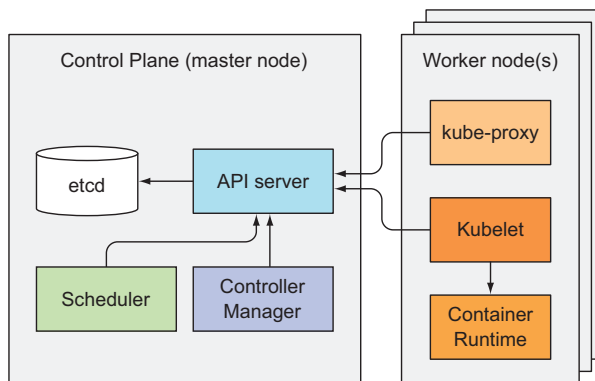 Control Plane (master node)
Worker node(s)
kube-proxy
etcd
API server
Kubelet
Scheduler
Controller
Manager
Container
Runtime